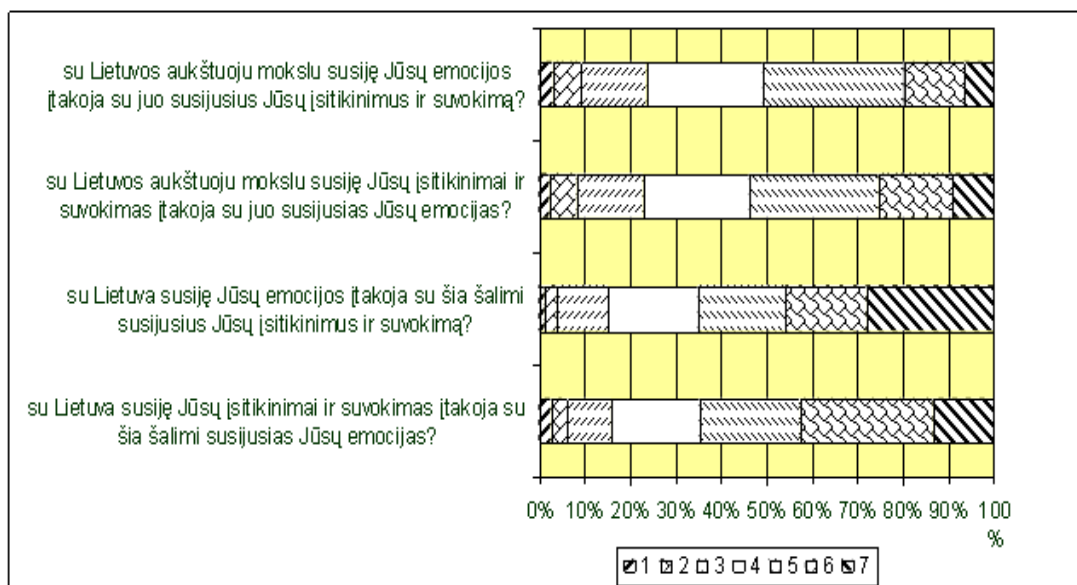 su Lietuvos aukštuoju mokslu susiję Jūsų emocijos
įtakoja su juo susijusius Jūsų įsitikinimus ir suvokimą?
su Lietuvos aukštuoju mokslu susiję Jūsų įsitikinimai ir
suvokimas įtakoja su juo susijusias Jūsų emocijas?
su Lietuva susiję Jūsų emocijos įtakoja su šia šalimi
susijusius Jūsų įsitikinimus ir suvokimą?
su Lietuva susiję Jūsų įsitikinimai ir suvokimas įtakoja su
šia šalimi susijusias Jūsų emocijas?
0% 10% 20% 30% 40% 50% 60% 70% 80% 90% 100
%
1 2 3 4 5 6 7